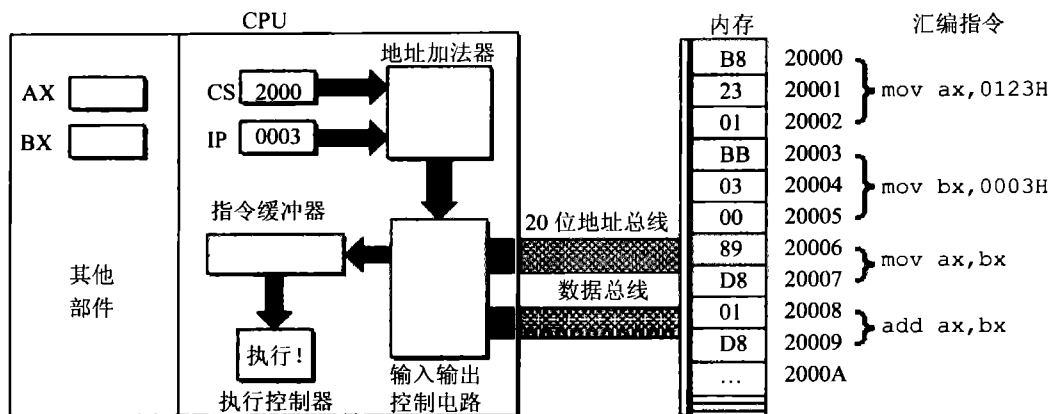 CPU
内存
汇编指令
地址加法器
AX
BX
CS 2000
IP 0003
指令缓冲器
其他
部件
执行！
执行控制器
输入输出
控制电路
20 位地址总线
数据总线
B8 20000
23 20001 mov ax,0123H
01 20002
BB 20003
03 20004 mov bx,0003H
00 20005
89 20006
mov ax,bx
D8 20007
01 20008
add ax,bx
D8 20009
… 2000A